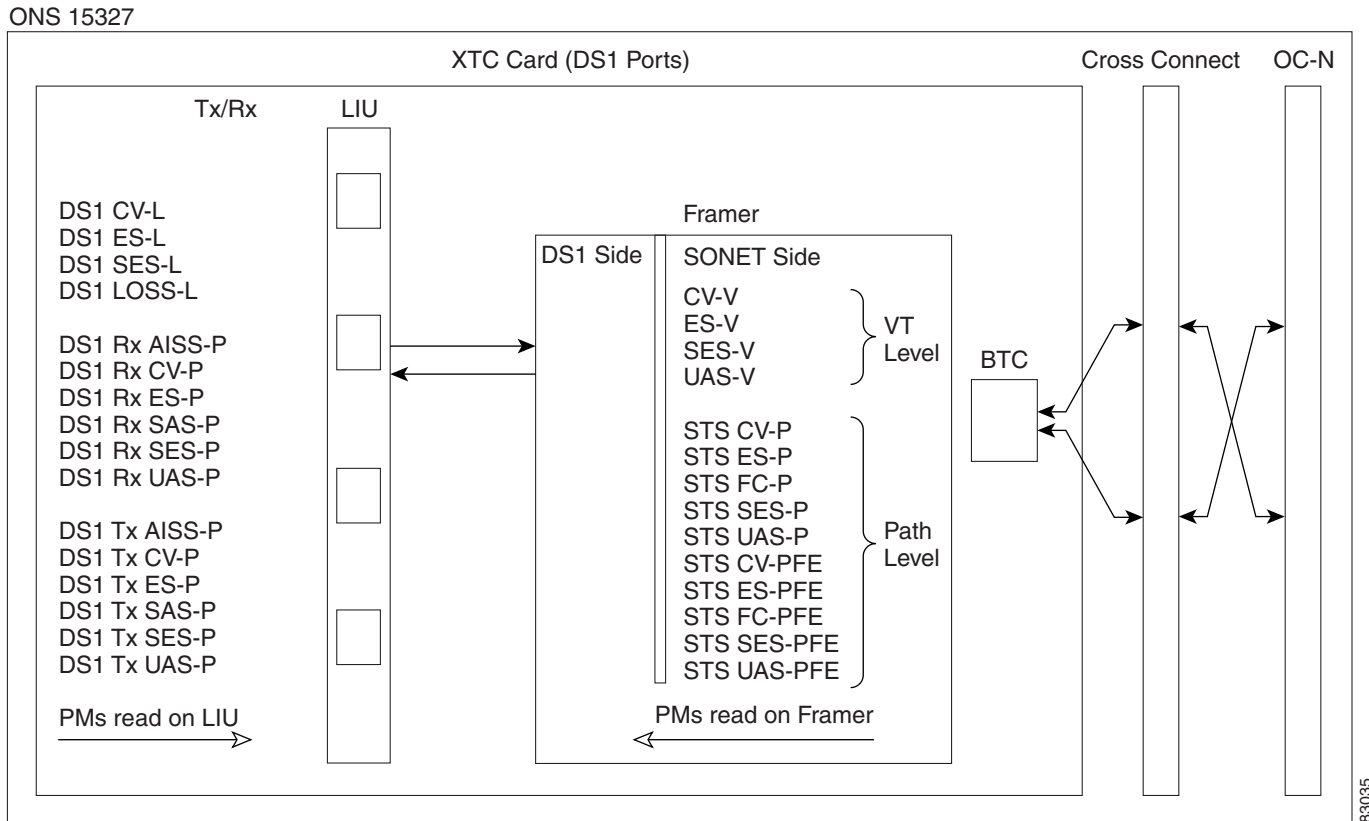 ONS 15327
XTC Card (DS1 Ports)
Cross Connect
OC-N
Tx/Rx
LIU
DS1 CV-L
DS1 ES-L
DS1 SES-L
DS1 LOSS-L
DS1 Rx AISS-P
DS1 Rx CV-P
DS1 Rx ES-P
DS1 Rx SAS-P
DS1 Rx SES-P
DS1 Rx UAS-P
DS1 Tx AISS-P
DS1 Tx CV-P
DS1 Tx ES-P
DS1 Tx SAS-P
DS1 Tx SES-P
DS1 Tx UAS-P
PMs read on LIU
Framer
DS1 Side
SONET Side
CV-V
ES-V
SES-V
UAS-V
VT
Level
STS CV-P
STS ES-P
STS FC-P
STS SES-P
STS UAS-P
STS CV-PFE
STS ES-PFE
STS FC-PFE
STS SES-PFE
STS UAS-PFE
Path
Level
PMs read on Framer
BTC
83035